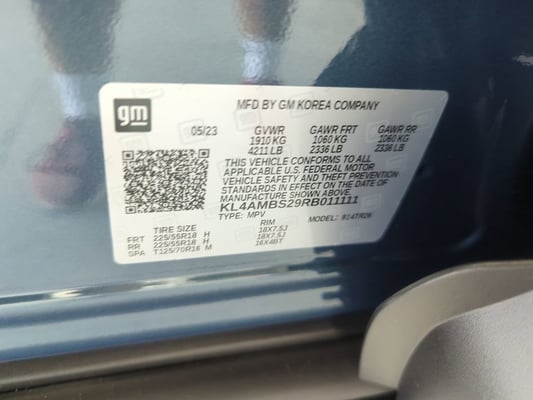 gm
MFD BY GM KOREA COMPANY
05/23 GVWR GAWR FRT GAWR RR
1910 KG 1060 KG 1060 KG
4211 LB 2336 LB 2336 LB
THIS VEHICLE CONFORMS TO ALL
APPLICABLE U.S. FEDERAL MOTOR
VEHICLE SAFETY AND THEFT PREVENTION
STANDARDS IN EFFECT ON THE DATE OF
MANUFACTURE SHOWN ABOVE.
KL4AMBS29RB011111
TYPE: MPV MODEL:
TIRE SIZE RIM
FRT 225/55R18 H 18X7.5J
RR 225/55R18 H 18X7.5J
SPA T125/70R16 M 16X4BT